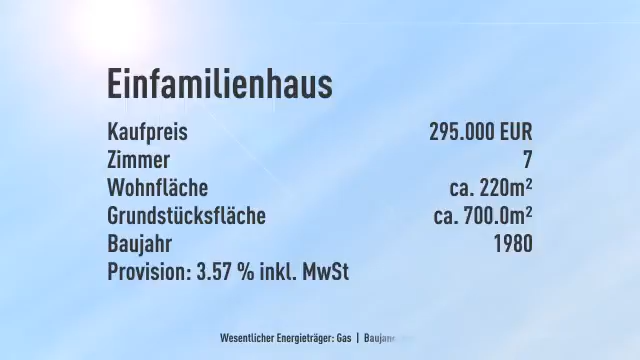 Einfamilienhaus
Kaufpreis 295.000 EUR
Zimmer 7
Wohnfläche ca. 220m²
Grundstücksfläche ca. 700.0m²
Baujahr 1980
Provision: 3.57 % inkl. MwSt
Wesentlicher Energieträger: Gas |